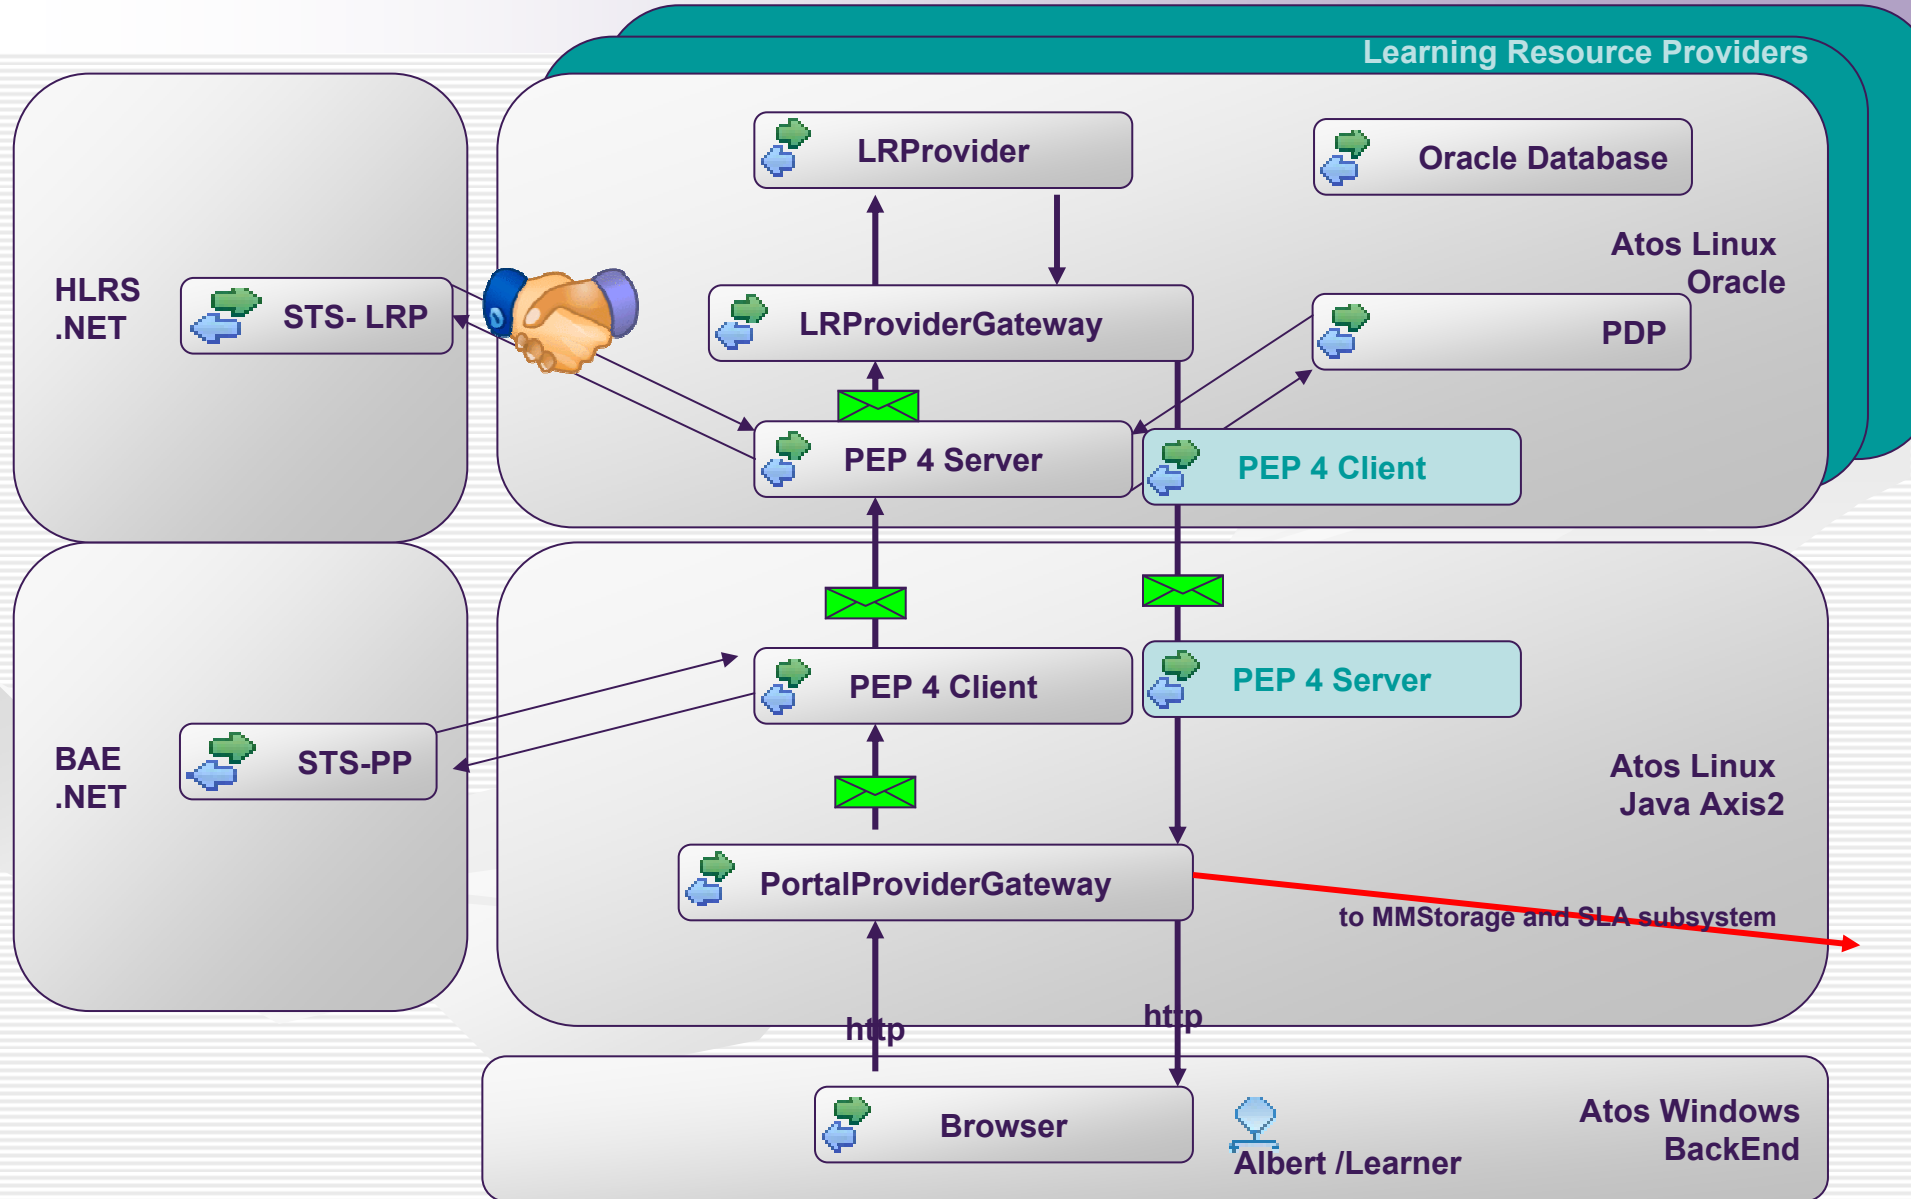 Learning Resource Providers
LRProvider
Oracle Database
Atos Linux
Oracle
HLRS
.NET
STS- LRP
LRProviderGateway
PDP
PEP 4 Server
PEP 4 Client
PEP 4 Client
PEP 4 Server
BAE
.NET
STS-PP
Atos Linux
Java Axis2
PortalProviderGateway
to MMStorage and SLA subsystem
http
http
Browser
Albert /Learner
Atos Windows
BackEnd